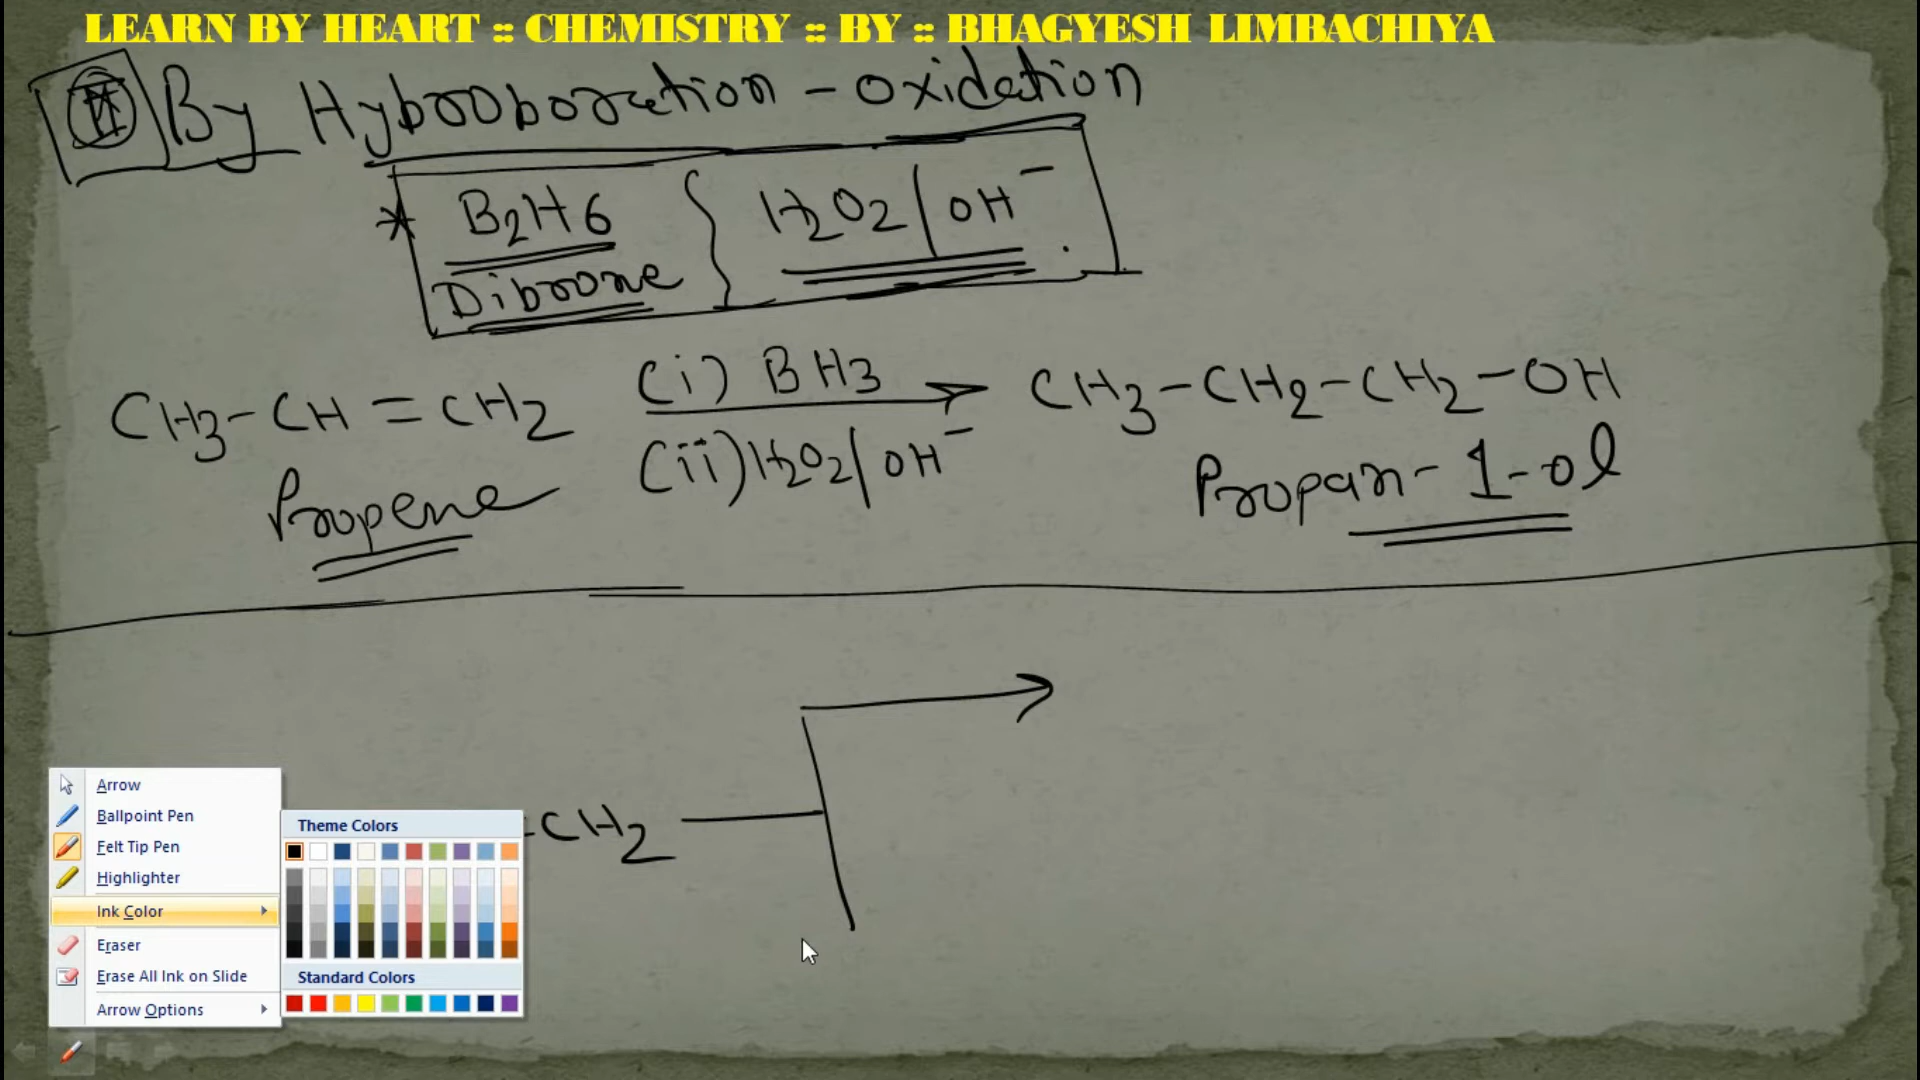 LEARN BY HEART :: CHEMISTRY :: BY :: BHAGYESH LIMBACHIYA
By Hybroboration - oxidation
* B2H6 H2O2/OH-
Diborone
(i) BH3
CH3-CH=CH2 CH3-CH2-CH2-OH
(ii) H2O2/OH-
Propene Propan-1-ol
-CH2
Arrow
Ballpoint Pen
Felt Tip Pen
Highlighter
Ink Color
Eraser
Erase All Ink on Slide
Arrow Options
Theme Colors
Standard Colors